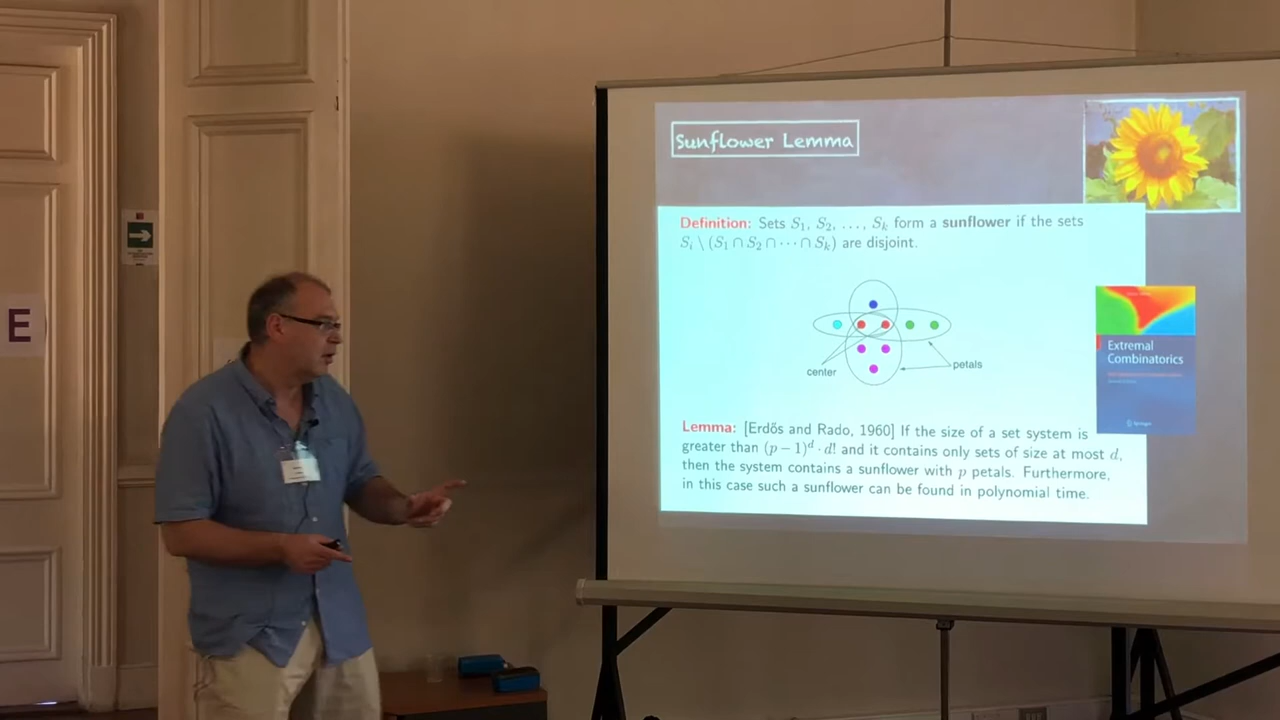 E
Sunflower Lemma
Definition: Sets S₁, S₂, . . . , Sₖ form a sunflower if the sets
Sᵢ \ (S₁ ∩ S₂ ∩ ··· ∩ Sₖ) are disjoint.
center
petals
Extremal
Combinatorics
Springer
Lemma: [Erdős and Rado, 1960] If the size of a set system is
greater than (p − 1)ᵈ · d! and it contains only sets of size at most d,
then the system contains a sunflower with p petals. Furthermore,
in this case such a sunflower can be found in polynomial time.